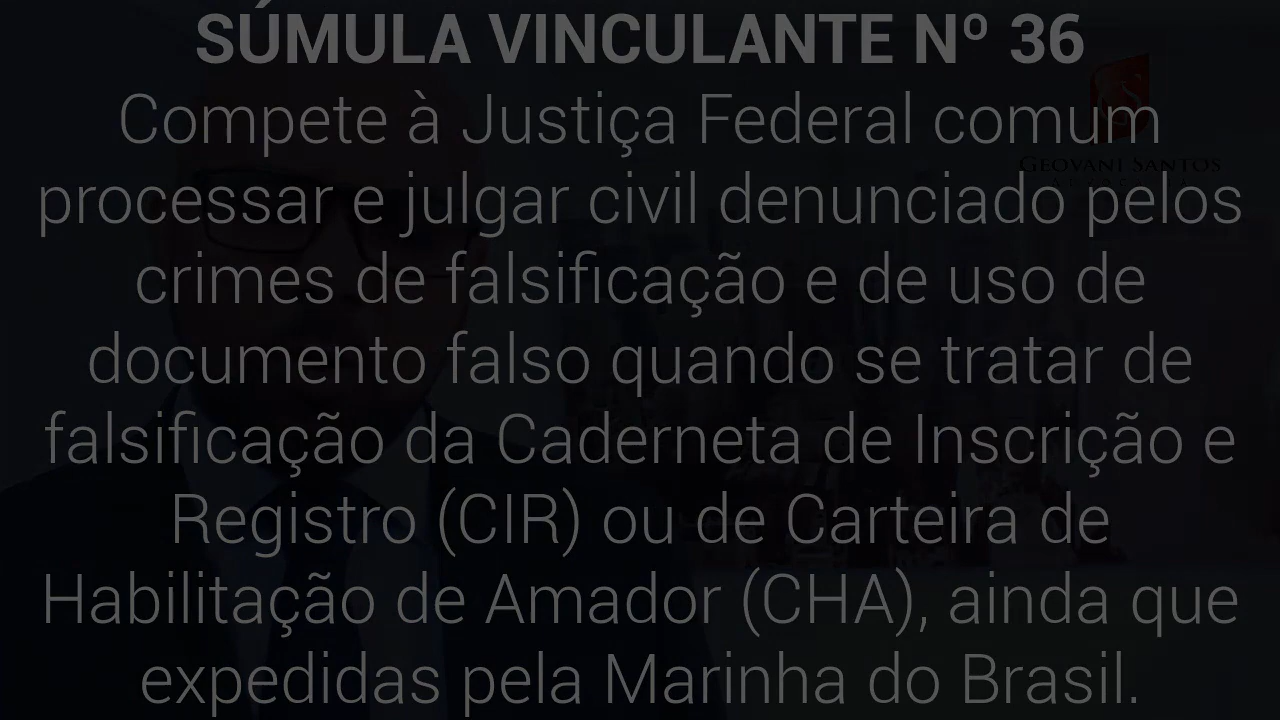 SÚMULA VINCULANTE Nº 36
Compete à Justiça Federal comum
GEOVANI SANTOS
processar e julgar civil denunciado pelos
crimes de falsificação e de uso de
documento falso quando se tratar de
falsificação da Caderneta de Inscrição e
Registro (CIR) ou de Carteira de
Habilitação de Amador (CHA), ainda que
expedidas pela Marinha do Brasil.